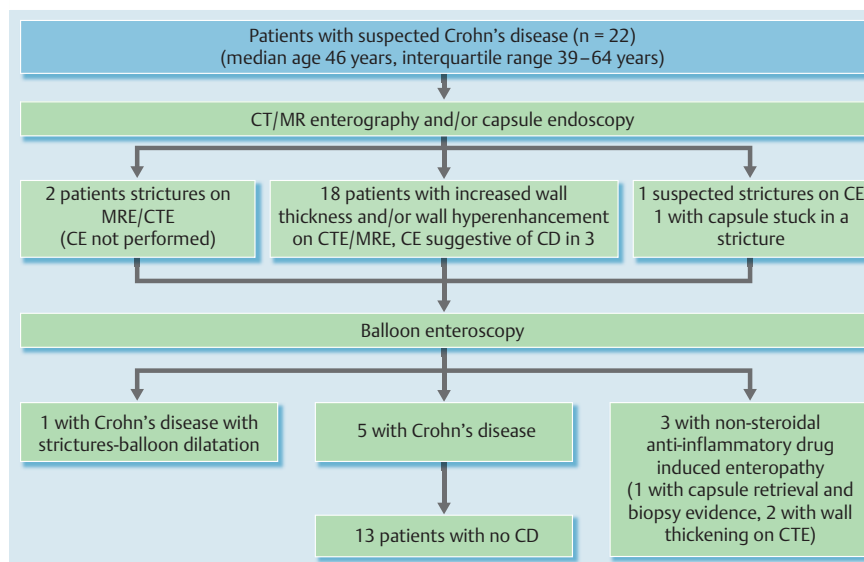 Patients with suspected Crohn's disease (n = 22)
(median age 46 years, interquartile range 39–64 years)
CT/MR enterography and/or capsule endoscopy
2 patients strictures on
MRE/CTE
(CE not performed)
18 patients with increased wall
thickness and/or wall hyperenhancement
on CTE/MRE, CE suggestive of CD in 3
1 suspected strictures on CE
1 with capsule stuck in a
stricture
Balloon enteroscopy
1 with Crohn's disease with
strictures-balloon dilatation
5 with Crohn's disease
3 with non-steroidal
anti-inflammatory drug
induced enteropathy
(1 with capsule retrieval and
biopsy evidence, 2 with wall
thickening on CTE)
13 patients with no CD